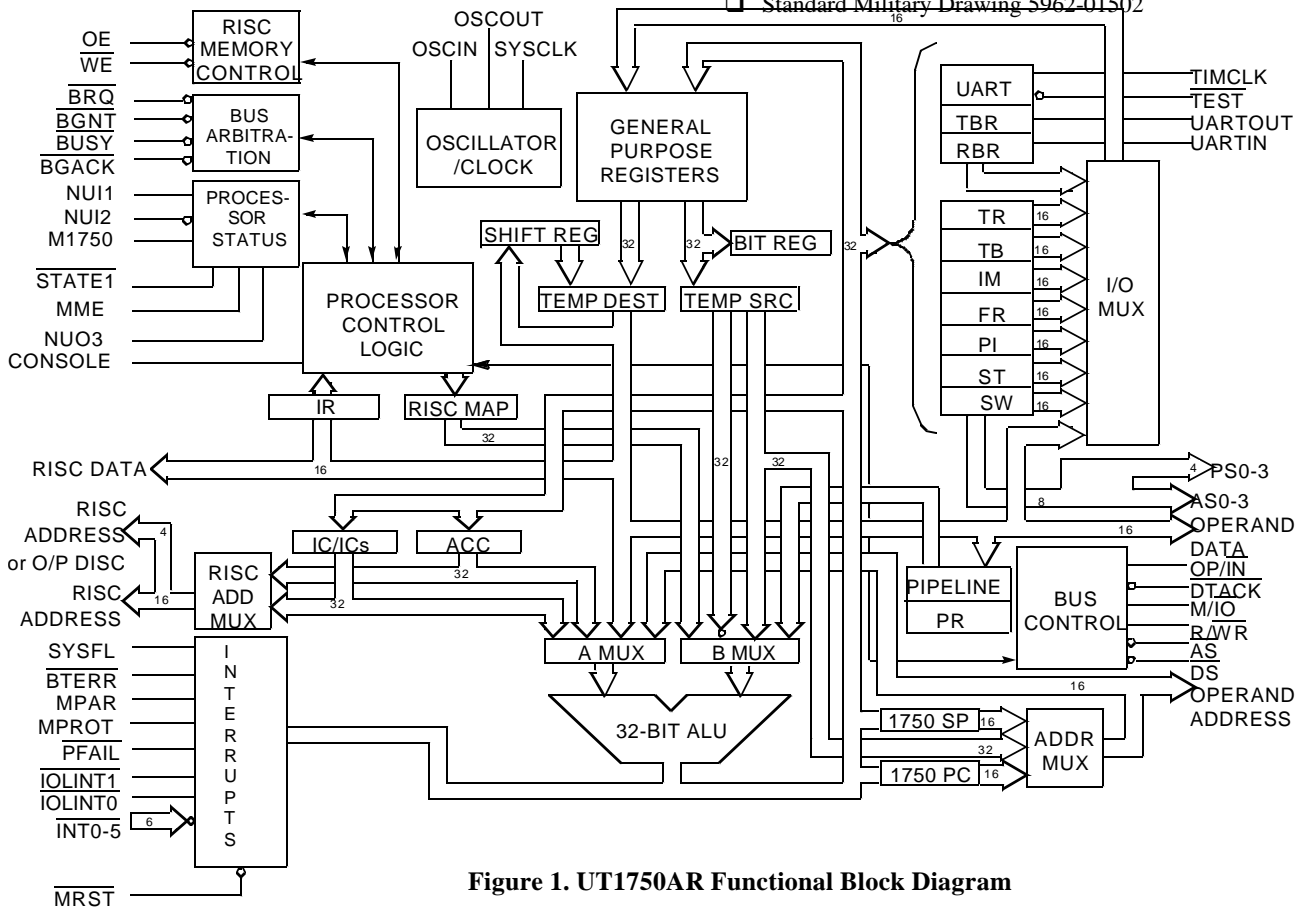 ❑ Standard Military Drawing 5962-01502
16
OSCOUT
OSCIN SYSCLK
OE
WE
RISC
MEMORY
CONTROL
BRQ
BGNT
BUSY
BGACK
BUS
ARBITRA-
TION
NUI1
NUI2
M1750
PROCES-
SOR
STATUS
STATE1
MME
NUO3
CONSOLE
OSCILLATOR
/CLOCK
GENERAL
PURPOSE
REGISTERS
UART
TBR
RBR
TIMCLK
TEST
UARTOUT
UARTIN
SHIFT REG
32
32
BIT REG
32
TEMP DEST
TEMP SRC
PROCESSOR
CONTROL
LOGIC
TR
16
TB
16
IM
16
FR
16
PI
16
ST
16
SW
16
I/O
MUX
IR
RISC MAP
32
RISC DATA
16
32
32
4
PS0-3
8
AS0-3
16
OPERAND
DATA
RISC
ADDRESS
or O/P DISC
4
RISC
ADDRESS
16
RISC
ADD
MUX
IC/ICs
ACC
32
32
PIPELINE
PR
BUS
CONTROL
OP/IN
DTACK
M/IO
R/WR
AS
DS
16
OPERAND
ADDRESS
A MUX
B MUX
32-BIT ALU
1750 SP
16
32
1750 PC
16
ADDR
MUX
SYSFL
BTERR
MPAR
MPROT
PFAIL
IOLINT1
IOLINT0
INT0-5
6
MRST
I
N
T
E
R
R
U
P
T
S
Figure 1. UT1750AR Functional Block Diagram